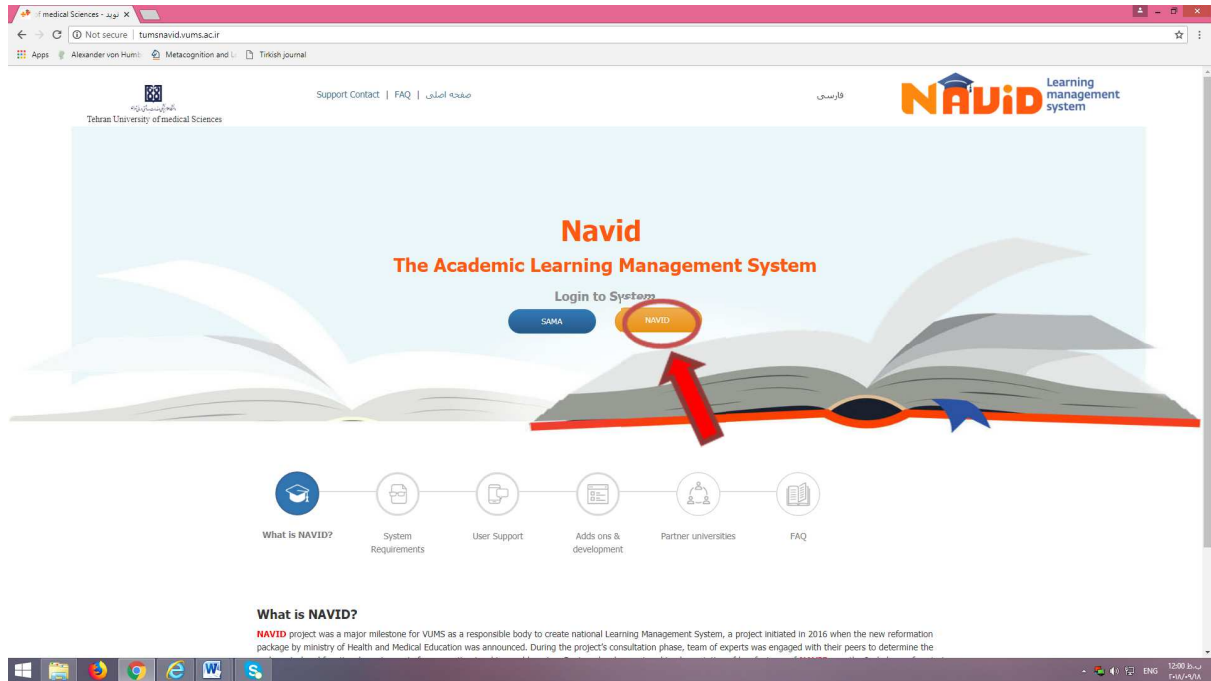 of medical Sciences - نوید
Not secure | tumsnavid.vums.ac.ir
Apps Alexander von Humb Metacognition and L Tirkish journal
Support Contact | FAQ | صفحه اصلی
فارسی
NAViD Learning management system
Tehran University of medical Sciences
Navid
The Academic Learning Management System
Login to System
SAMA NAVID
What is NAVID?
System Requirements
User Support
Adds ons & development
Partner universities
FAQ
What is NAVID?
NAVID project was a major milestone for VUMS as a responsible body to create national Learning Management System, a project initiated in 2016 when the new reformation
package by ministry of Health and Medical Education was announced. During the project's consultation phase, team of experts was engaged with their peers to determine the
ENG 12:00 ب.ظ
۲۰۱۸/۰۹/۱۸